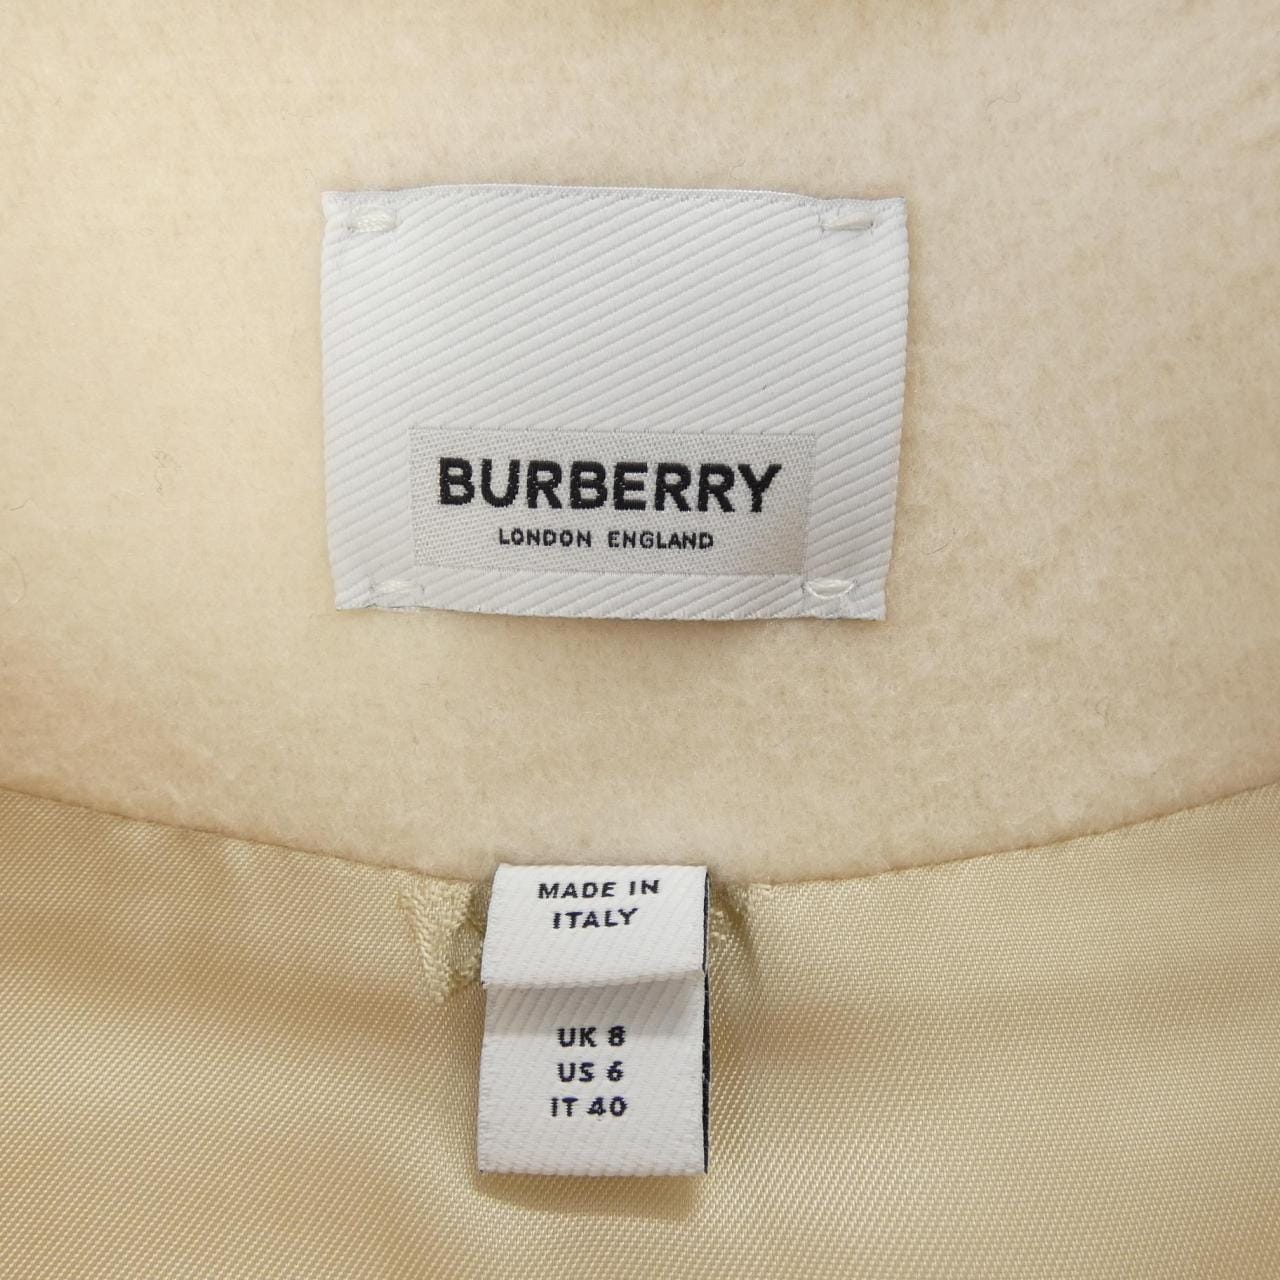 BURBERRY
LONDON ENGLAND
MADE IN
ITALY
UK 8
US 6
IT 40